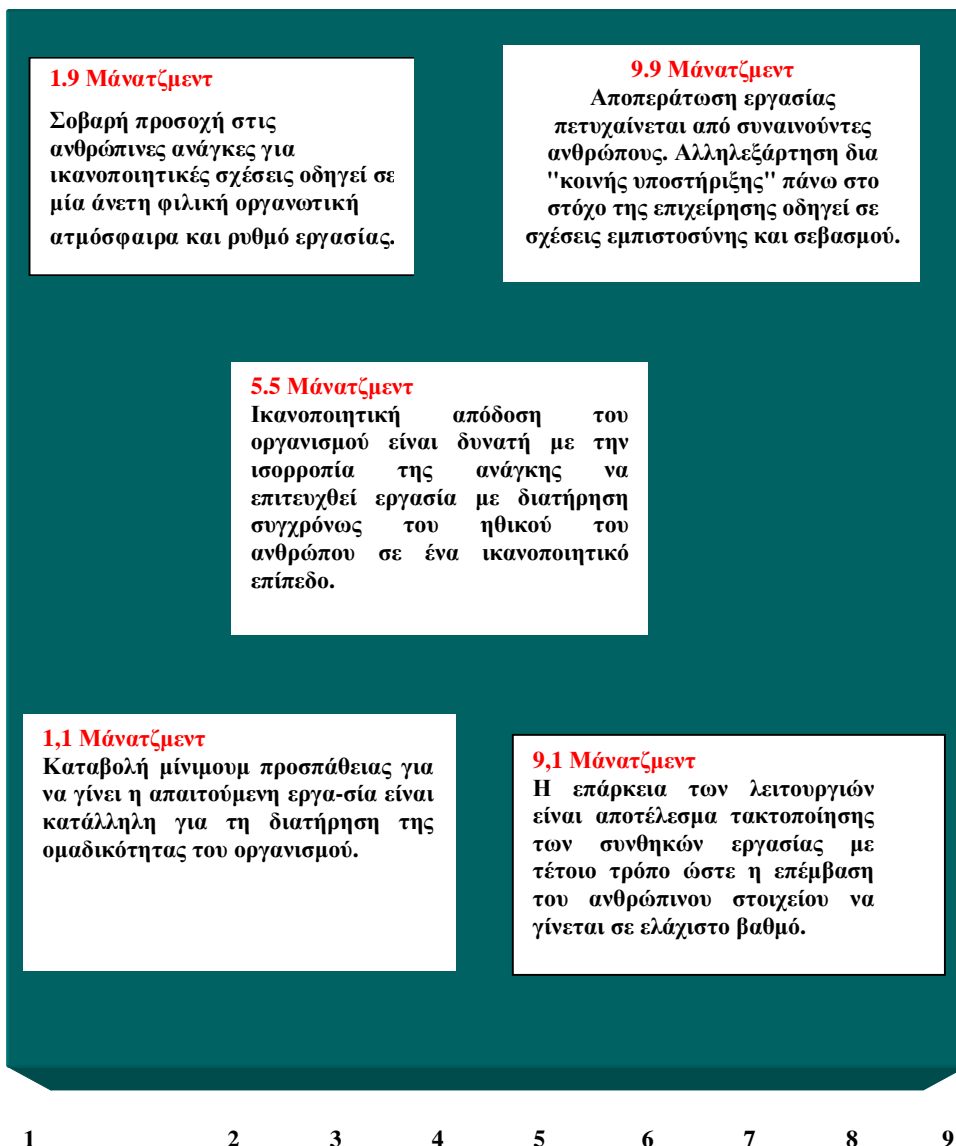 1.9 Μάνατζμεντ
Σοβαρή προσοχή στις
ανθρώπινες ανάγκες για
ικανοποιητικές σχέσεις οδηγεί σε
μία άνετη φιλική οργανωτική
ατμόσφαιρα και ρυθμό εργασίας.
9.9 Μάνατζμεντ
Αποπεράτωση εργασίας
πετυχαίνεται από συναινούντες
ανθρώπους. Αλληλεξάρτηση δια
"κοινής υποστήριξης" πάνω στο
στόχο της επιχείρησης οδηγεί σε
σχέσεις εμπιστοσύνης και σεβασμού.
5.5 Μάνατζμεντ
Ικανοποιητική απόδοση του
οργανισμού είναι δυνατή με την
ισορροπία της ανάγκης να
επιτευχθεί εργασία με διατήρηση
συγχρόνως του ηθικού του
ανθρώπου σε ένα ικανοποιητικό
επίπεδο.
1,1 Μάνατζμεντ
Καταβολή μίνιμουμ προσπάθειας για
να γίνει η απαιτούμενη εργα-σία είναι
κατάλληλη για τη διατήρηση της
ομαδικότητας του οργανισμού.
9,1 Μάνατζμεντ
Η επάρκεια των λειτουργιών
είναι αποτέλεσμα τακτοποίησης
των συνθηκών εργασίας με
τέτοιο τρόπο ώστε η επέμβαση
του ανθρώπινου στοιχείου να
γίνεται σε ελάχιστο βαθμό.
1 2 3 4 5 6 7 8 9